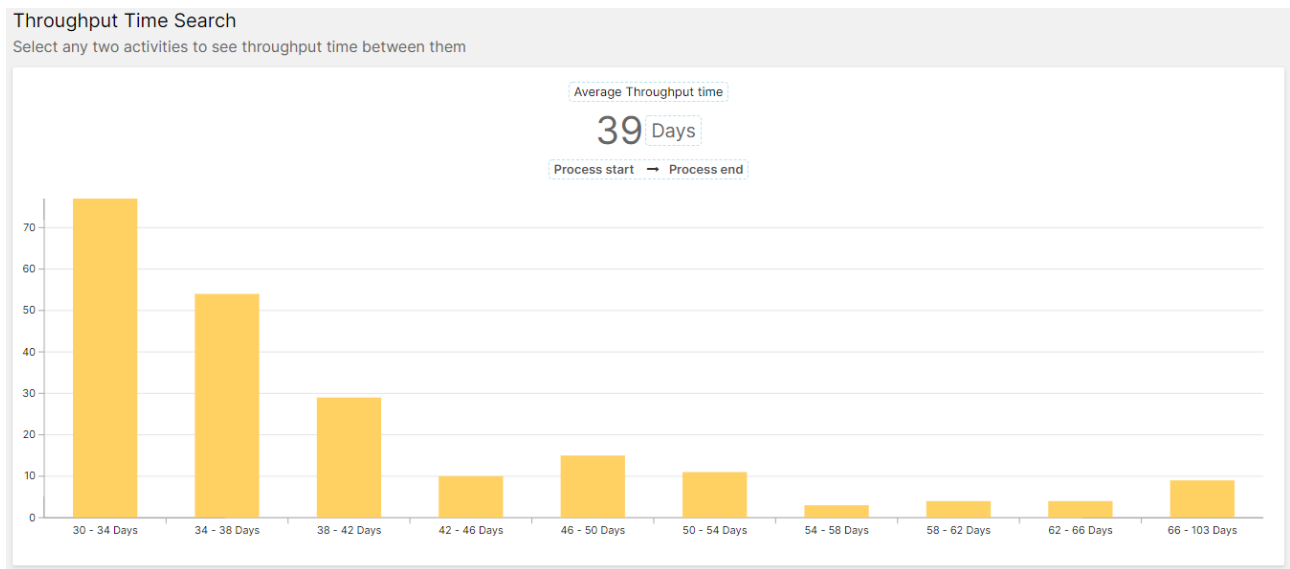 Throughput Time Search
Select any two activities to see throughput time between them
Average Throughput time
39 Days
Process start → Process end
70
60
50
40
30
20
10
0
30 - 34 Days 34 - 38 Days 38 - 42 Days 42 - 46 Days 46 - 50 Days 50 - 54 Days 54 - 58 Days 58 - 62 Days 62 - 66 Days 66 - 103 Days